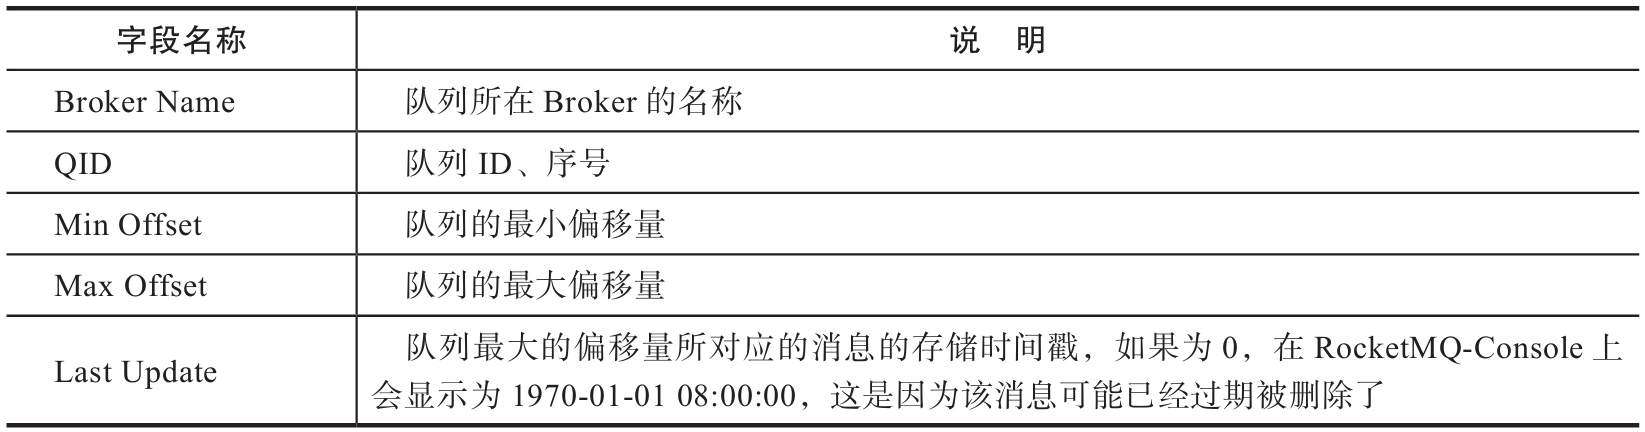 字段名称 说 明
Broker Name 队列所在 Broker 的名称
QID 队列 ID、序号
Min Offset 队列的最小偏移量
Max Offset 队列的最大偏移量
Last Update 队列最大的偏移量所对应的消息的存储时间戳，如果为 0，在 RocketMQ-Console 上
会显示为 1970-01-01 08:00:00，这是因为该消息可能已经过期被删除了